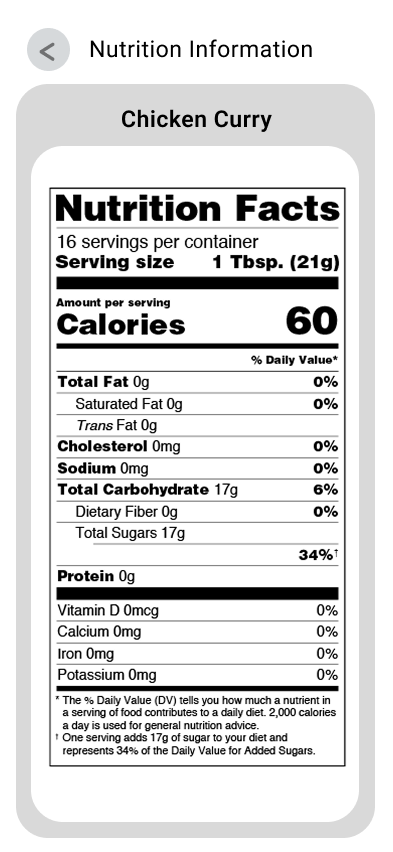 <
Nutrition Information
Chicken Curry
Nutrition Facts
16 servings per container
Serving size 1 Tbsp. (21g)
Amount per serving
Calories 60
% Daily Value*
Total Fat 0g 0%
Saturated Fat 0g 0%
Trans Fat 0g
Cholesterol 0mg 0%
Sodium 0mg 0%
Total Carbohydrate 17g 6%
Dietary Fiber 0g 0%
Total Sugars 17g
34%†
Protein 0g
Vitamin D 0mcg 0%
Calcium 0mg 0%
Iron 0mg 0%
Potassium 0mg 0%
* The % Daily Value (DV) tells you how much a nutrient in
a serving of food contributes to a daily diet. 2,000 calories
a day is used for general nutrition advice.
† One serving adds 17g of sugar to your diet and
represents 34% of the Daily Value for Added Sugars.